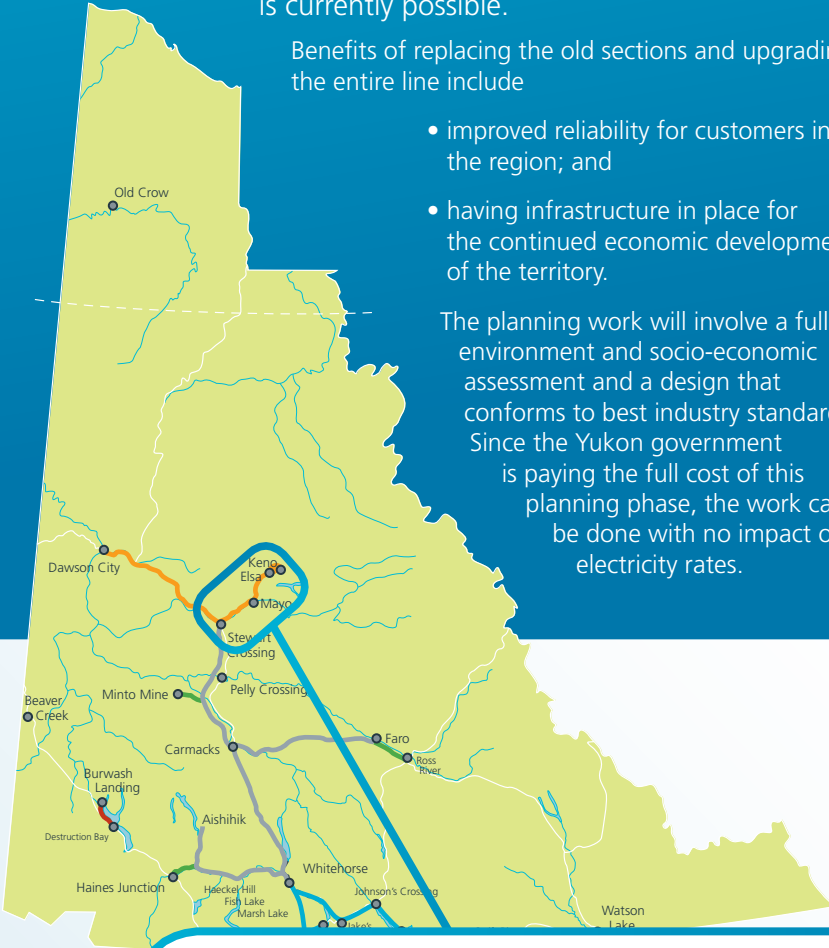 is currently possible.
Benefits of replacing the old sections and upgradin
the entire line include
• improved reliability for customers in
the region; and
• having infrastructure in place for
the continued economic developme
of the territory.
The planning work will involve a full
environment and socio-economic
assessment and a design that
conforms to best industry standar
Since the Yukon government
is paying the full cost of this
planning phase, the work ca
be done with no impact o
electricity rates.
Old Crow
Dawson City
Keno
Elsa
Mayo
Stewart
Crossing
Pelly Crossing
Minto Mine
Beaver
Creek
Carmacks
Faro
Ross
River
Burwash
Landing
Destruction Bay
Aishihik
Whitehorse
Haines Junction
Haeckel Hill
Fish Lake
Marsh Lake
Johnson's Crossing
Watson
Lake